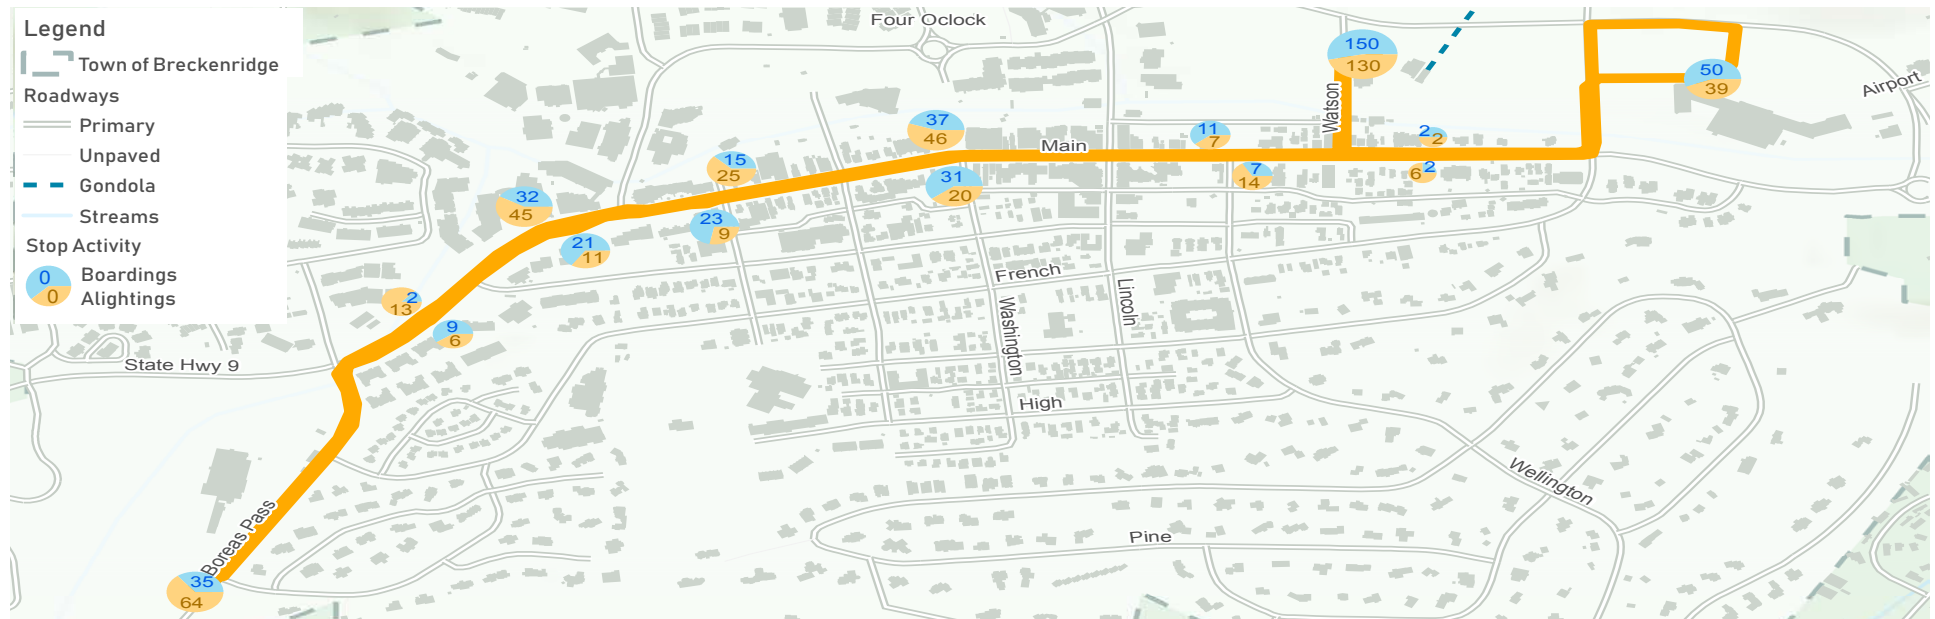 Legend
Town of Breckenridge
Roadways
Primary
Unpaved
Gondola
Streams
Stop Activity
0
0
Boardings
Alightings
Four Oclock
150
130
50
39
Airport
Watson
37
46
11
7
2
2
Main
15
25
7
14
6
2
31
20
32
45
23
9
21
11
French
Washington
Lincoln
2
13
9
6
State Hwy 9
High
Wellington
Pine
Boreas Pass
35
64